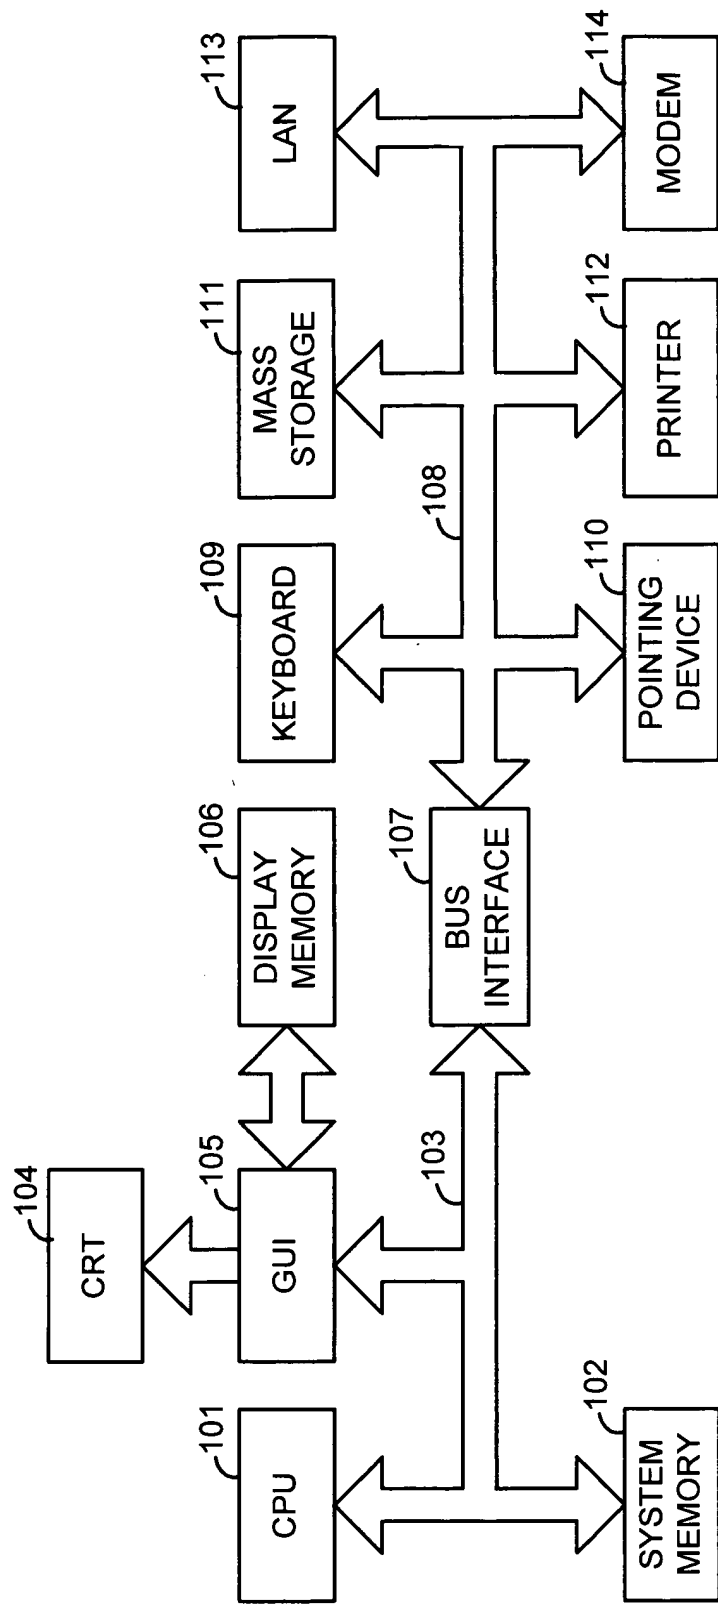 104
CRT
101
CPU
105
GUI
106
DISPLAY
MEMORY
109
KEYBOARD
111
MASS
STORAGE
113
LAN
103
107
BUS
INTERFACE
108
102
SYSTEM
MEMORY
110
POINTING
DEVICE
112
PRINTER
114
MODEM